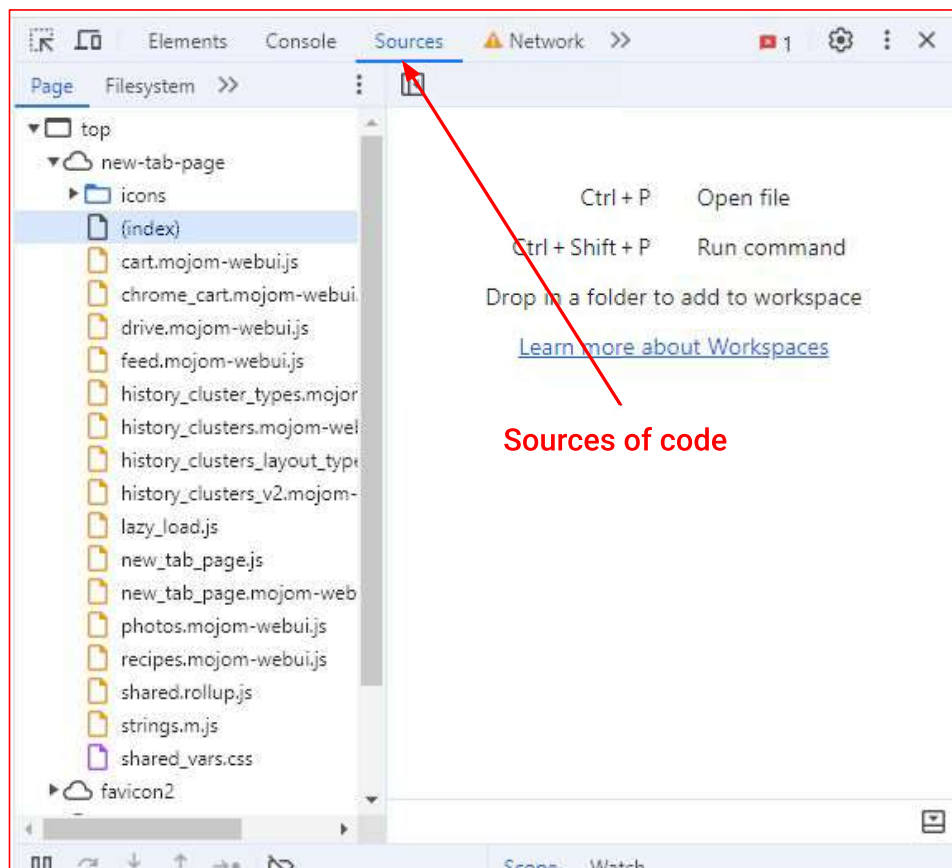 Elements Console Sources Network 1
Page Filesystem
top
new-tab-page
icons
(index)
cart.mojom-webui.js
chrome_cart.mojom-webui.
drive.mojom-webui.js
feed.mojom-webui.js
history_cluster_types.mojor
history_clusters.mojom-wel
history_clusters_layout_type
history_clusters_v2.mojom-
lazy_load.js
new_tab_page.js
new_tab_page.mojom-web
photos.mojom-webui.js
recipes.mojom-webui.js
shared.rollup.js
strings.m.js
shared_vars.css
favicon2
Ctrl + P Open file
Ctrl + Shift + P Run command
Drop in a folder to add to workspace
Learn more about Workspaces
Sources of code
Scope Watch